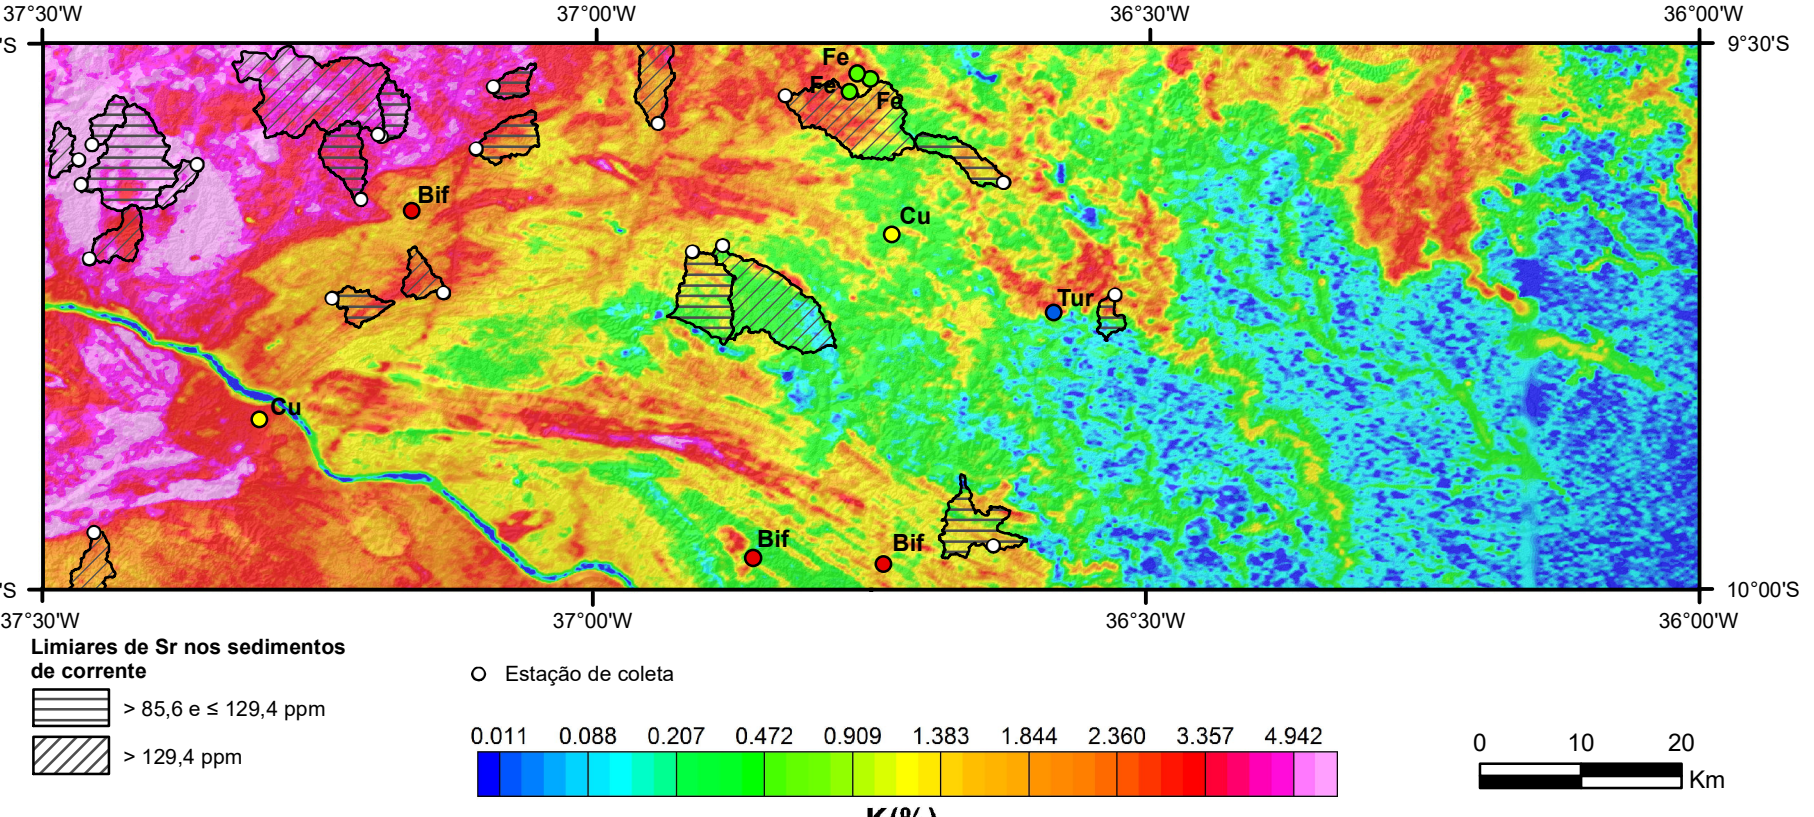 37°30'W 37°00'W 36°30'W 36°00'W
'S 9°30'S
Fe
Fe
Fe
Bif
Cu
Tur
Cu
Bif
Bif
'S 10°00'S
37°30'W 37°00'W 36°30'W 36°00'W
Limiares de Sr nos sedimentos
de corrente
Estação de coleta
> 85,6 e ≤ 129,4 ppm
> 129,4 ppm
0.011 0.088 0.207 0.472 0.909 1.383 1.844 2.360 3.357 4.942
0 10 20
Km
K(%)